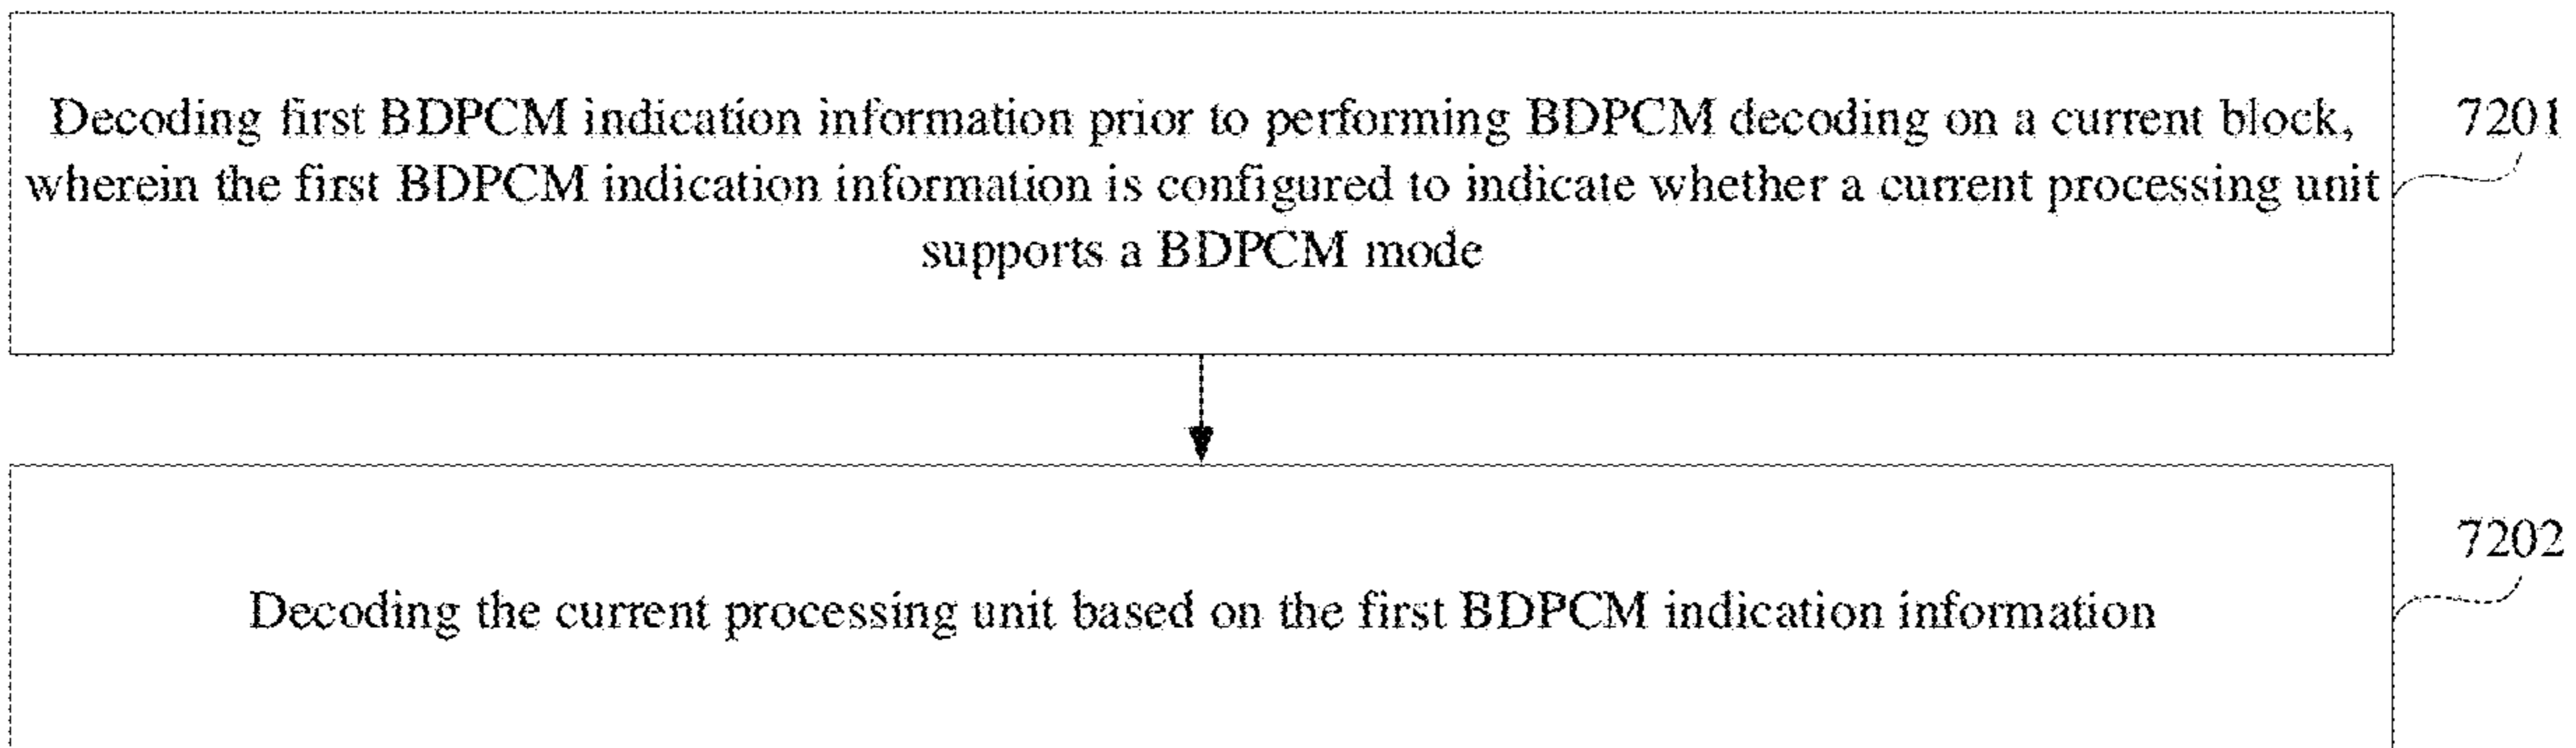 Decoding first BDPCM indication information prior to performing BDPCM decoding on a current block,
7201
wherein the first BDPCM indication information is configured to indicate whether a current processing unit
supports a BDPCM mode
7202
Decoding the current processing unit based on the first BDPCM indication information